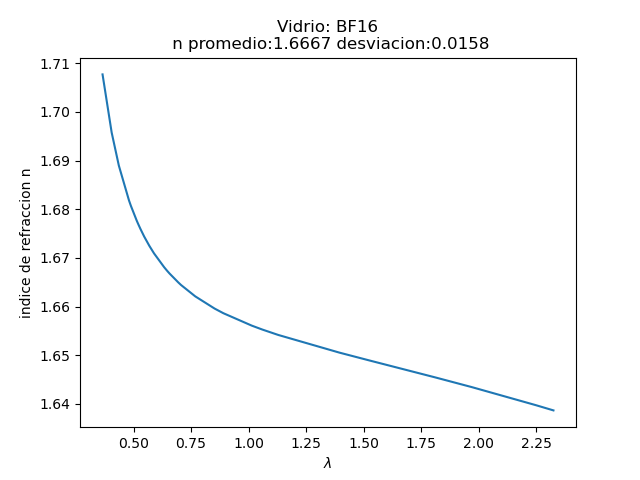 Vidrio: BF16
n promedio:1.6667 desviacion:0.0158
1.71
1.70
1.69
1.68
1.67
1.66
1.65
1.64
indice de refraccion n
0.50 0.75 1.00 1.25 1.50 1.75 2.00 2.25
λ